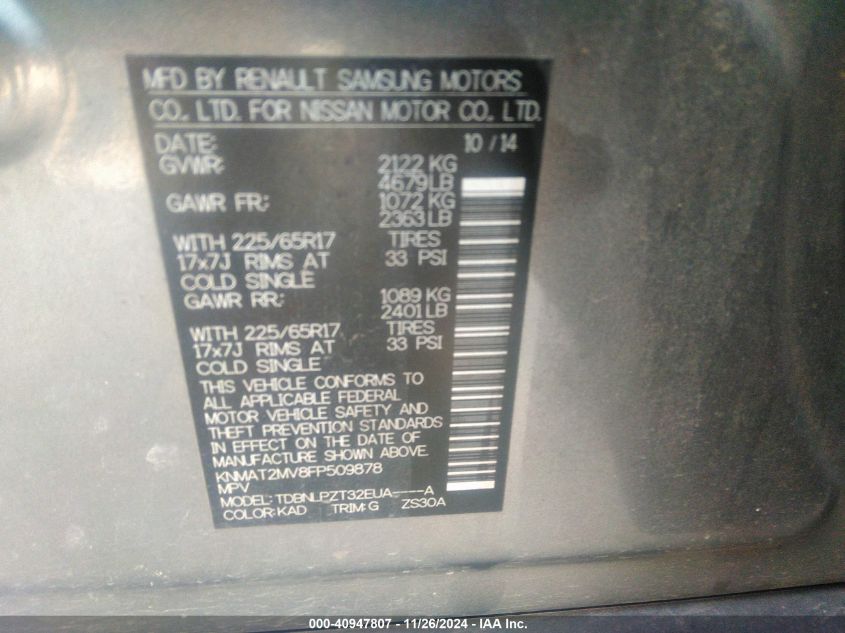 MFD BY RENAULT SAMSUNG MOTORS
CO., LTD. FOR NISSAN MOTOR CO., LTD.
DATE: 10 / 14
GVWR: 2122 KG
4679 LB
GAWR FR: 1072 KG
2363 LB
WITH 225/65R17 TIRES
17x7J RIMS AT 33 PSI
COLD SINGLE
GAWR RR: 1089 KG
2401 LB
WITH 225/65R17 TIRES
17x7J RIMS AT 33 PSI
COLD SINGLE
THIS VEHICLE CONFORMS TO
ALL APPLICABLE FEDERAL
MOTOR VEHICLE SAFETY AND
THEFT PREVENTION STANDARDS
IN EFFECT ON THE DATE OF
MANUFACTURE SHOWN ABOVE.
KNMAT2MV8FP509878
MPV
MODEL: TDBNLPZT32EUA-----A
COLOR: KAD TRIM: G ZS30A
000-40947807 - 11/26/2024 - IAA Inc.